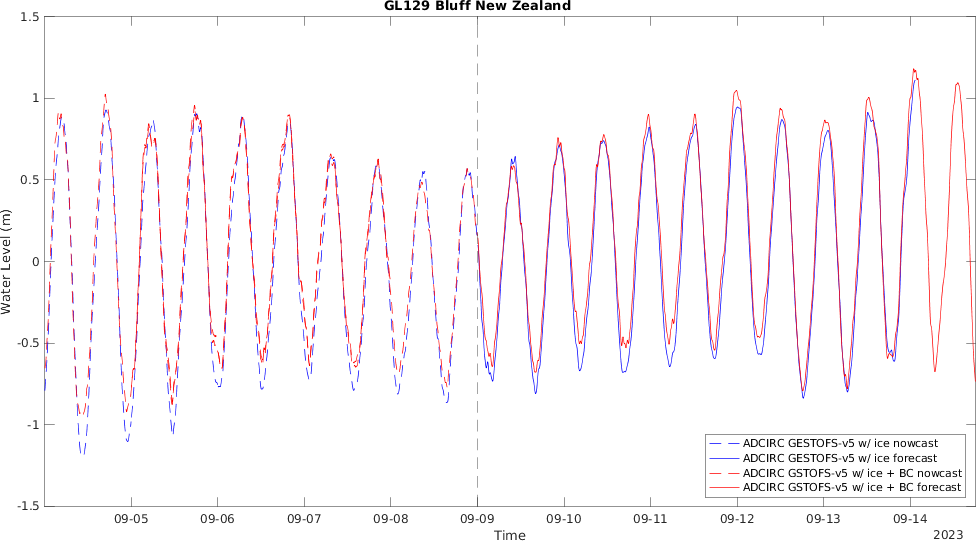 GL129 Bluff New Zealand
1.5
1
0.5
0
-0.5
-1
-1.5
Water Level (m)
09-05 09-06 09-07 09-08 09-09 09-10 09-11 09-12 09-13 09-14
Time
2023
ADCIRC GESTOFS-v5 w/ ice nowcast
ADCIRC GESTOFS-v5 w/ ice forecast
ADCIRC GSTOFS-v5 w/ ice + BC nowcast
ADCIRC GSTOFS-v5 w/ ice + BC forecast